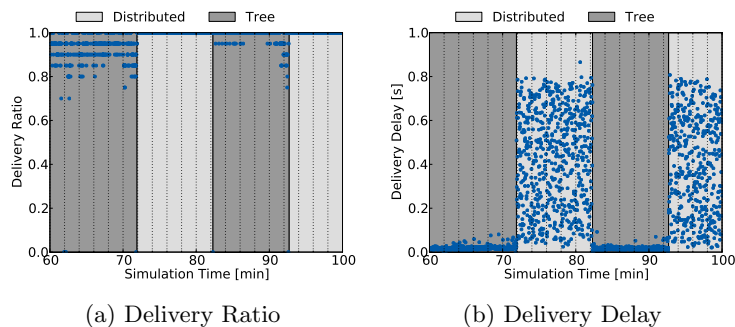 Distributed Tree
1.0
0.8
0.6
0.4
0.2
0.0
Delivery Ratio
60 70 80 90 100
Simulation Time [min]
(a) Delivery Ratio
Distributed Tree
1.0
0.8
0.6
0.4
0.2
0.0
Delivery Delay [s]
60 70 80 90 100
Simulation Time [min]
(b) Delivery Delay